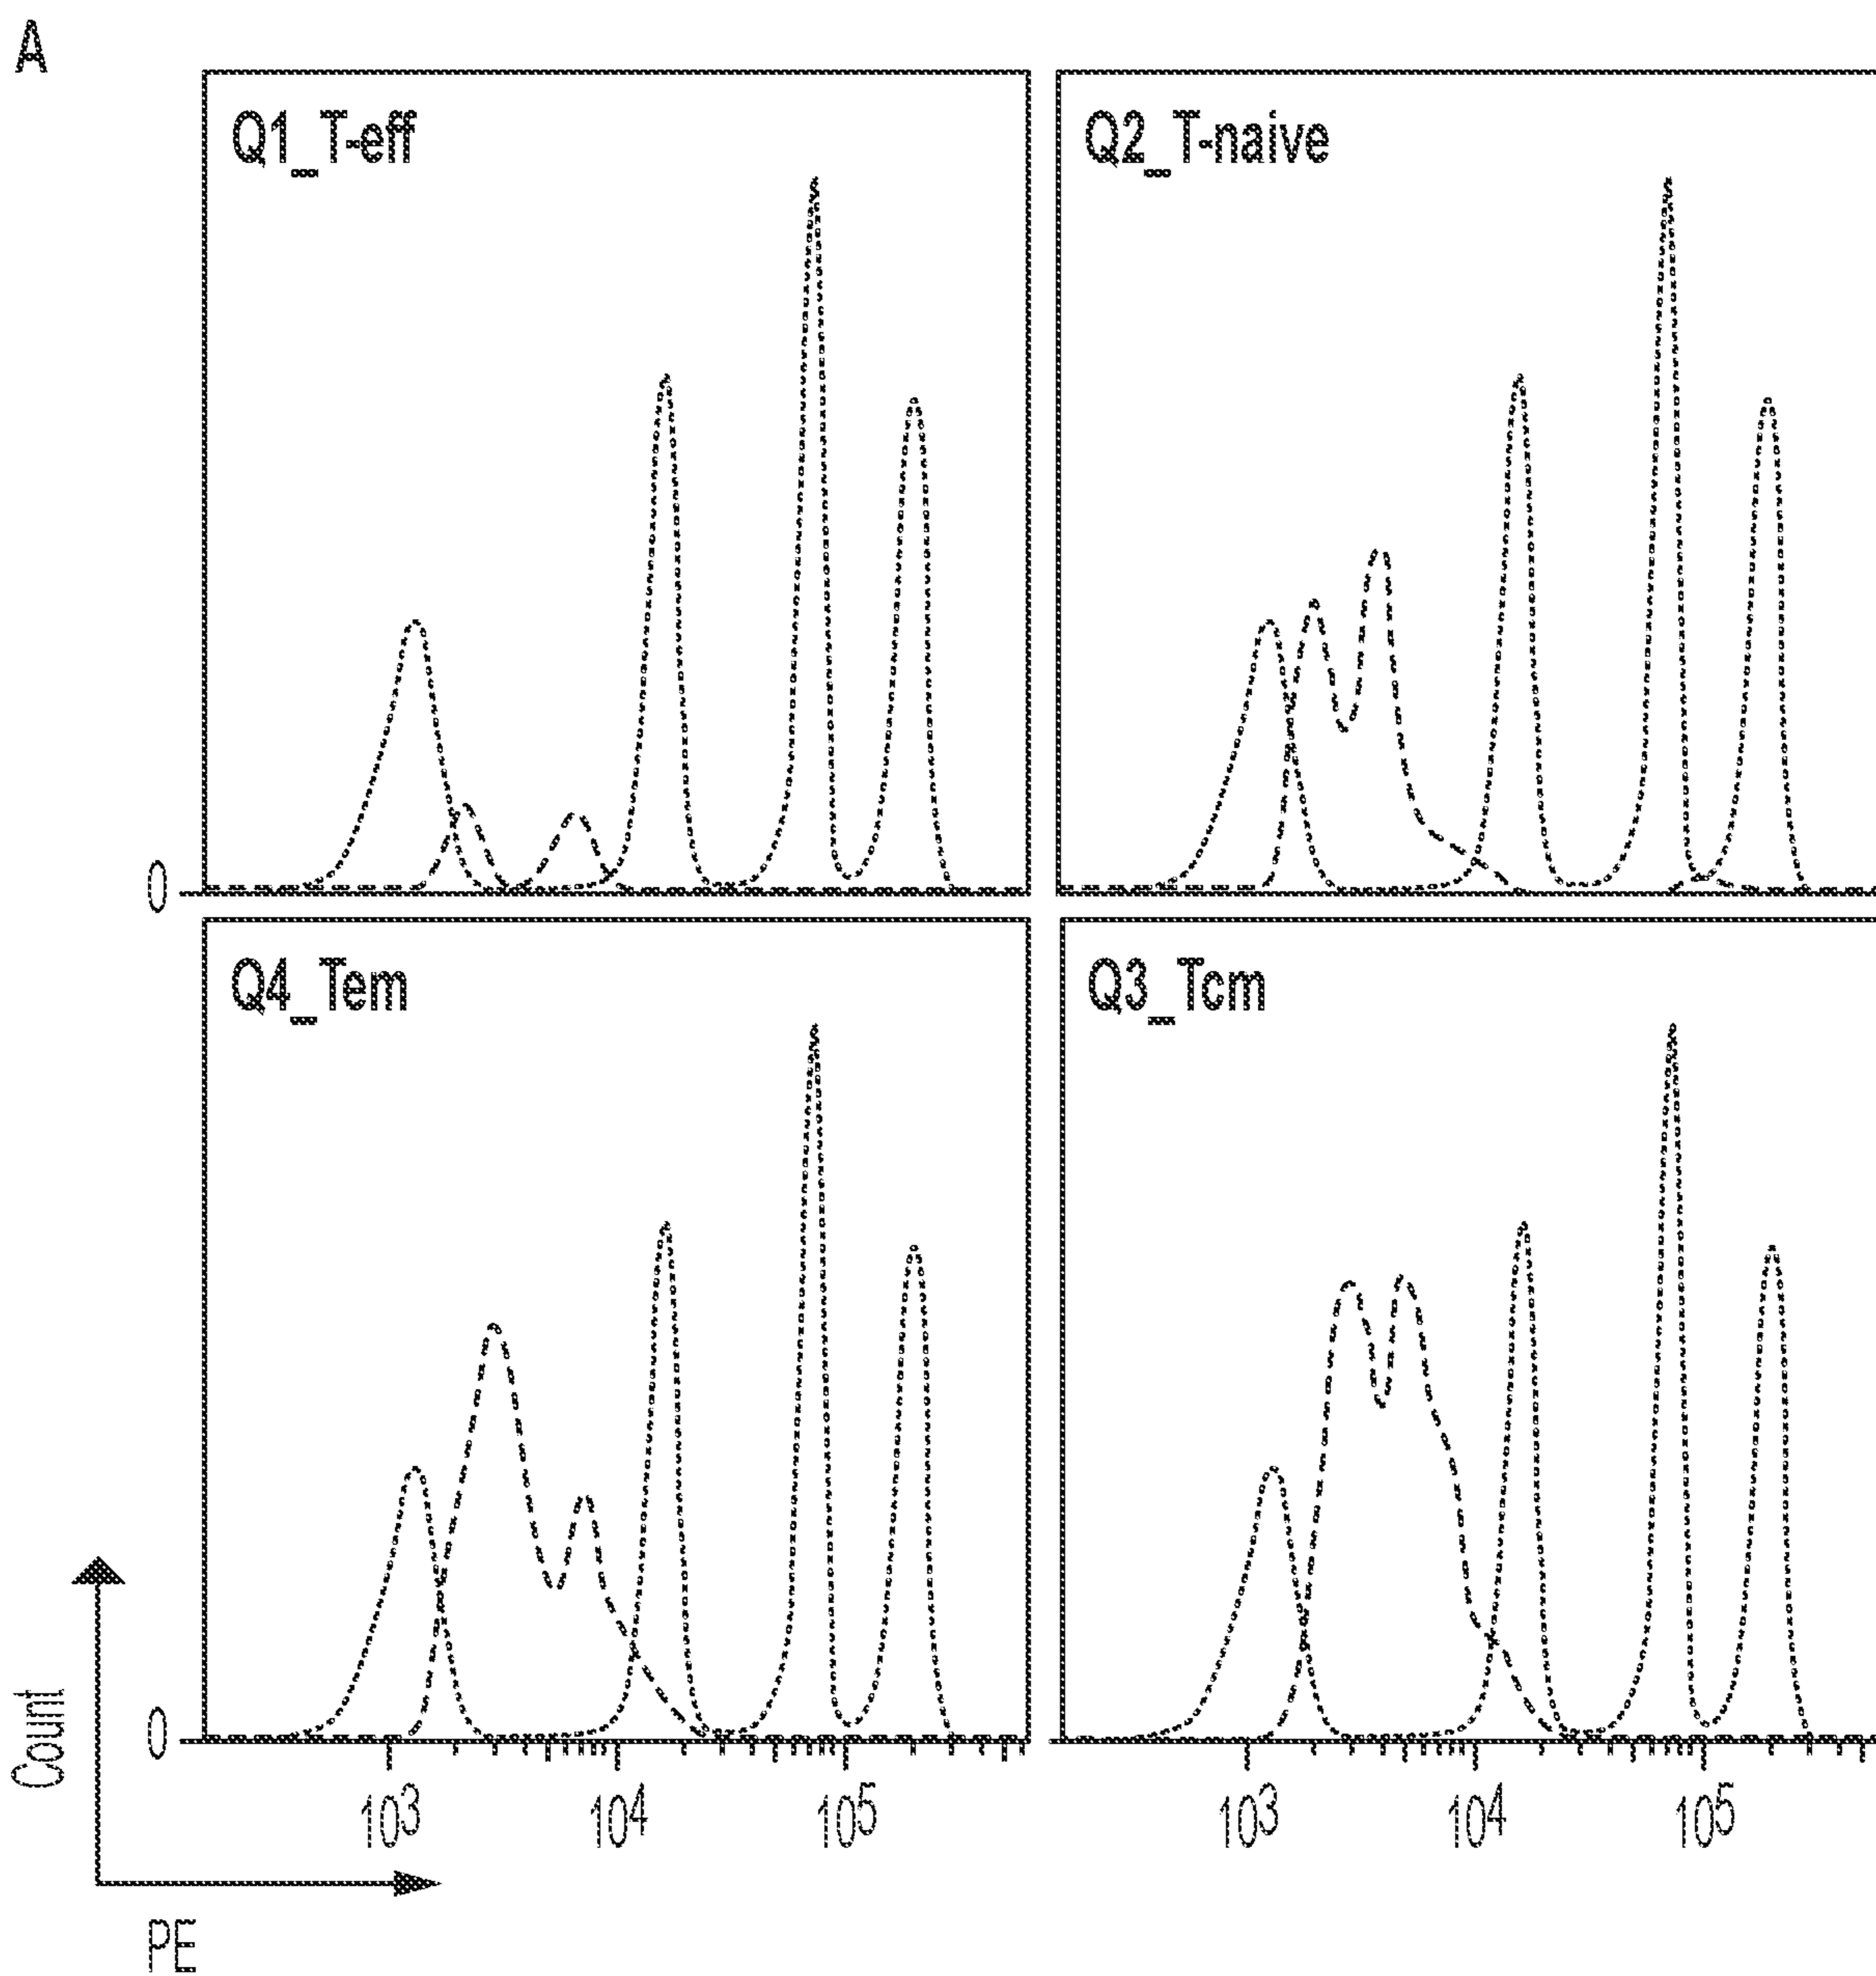 A
Q1_T-eff
Q2_T-naive
0
Q4_Tem
Q3_Tcm
0
Count
10³ 10⁴ 10⁵
10³ 10⁴ 10⁵
PE